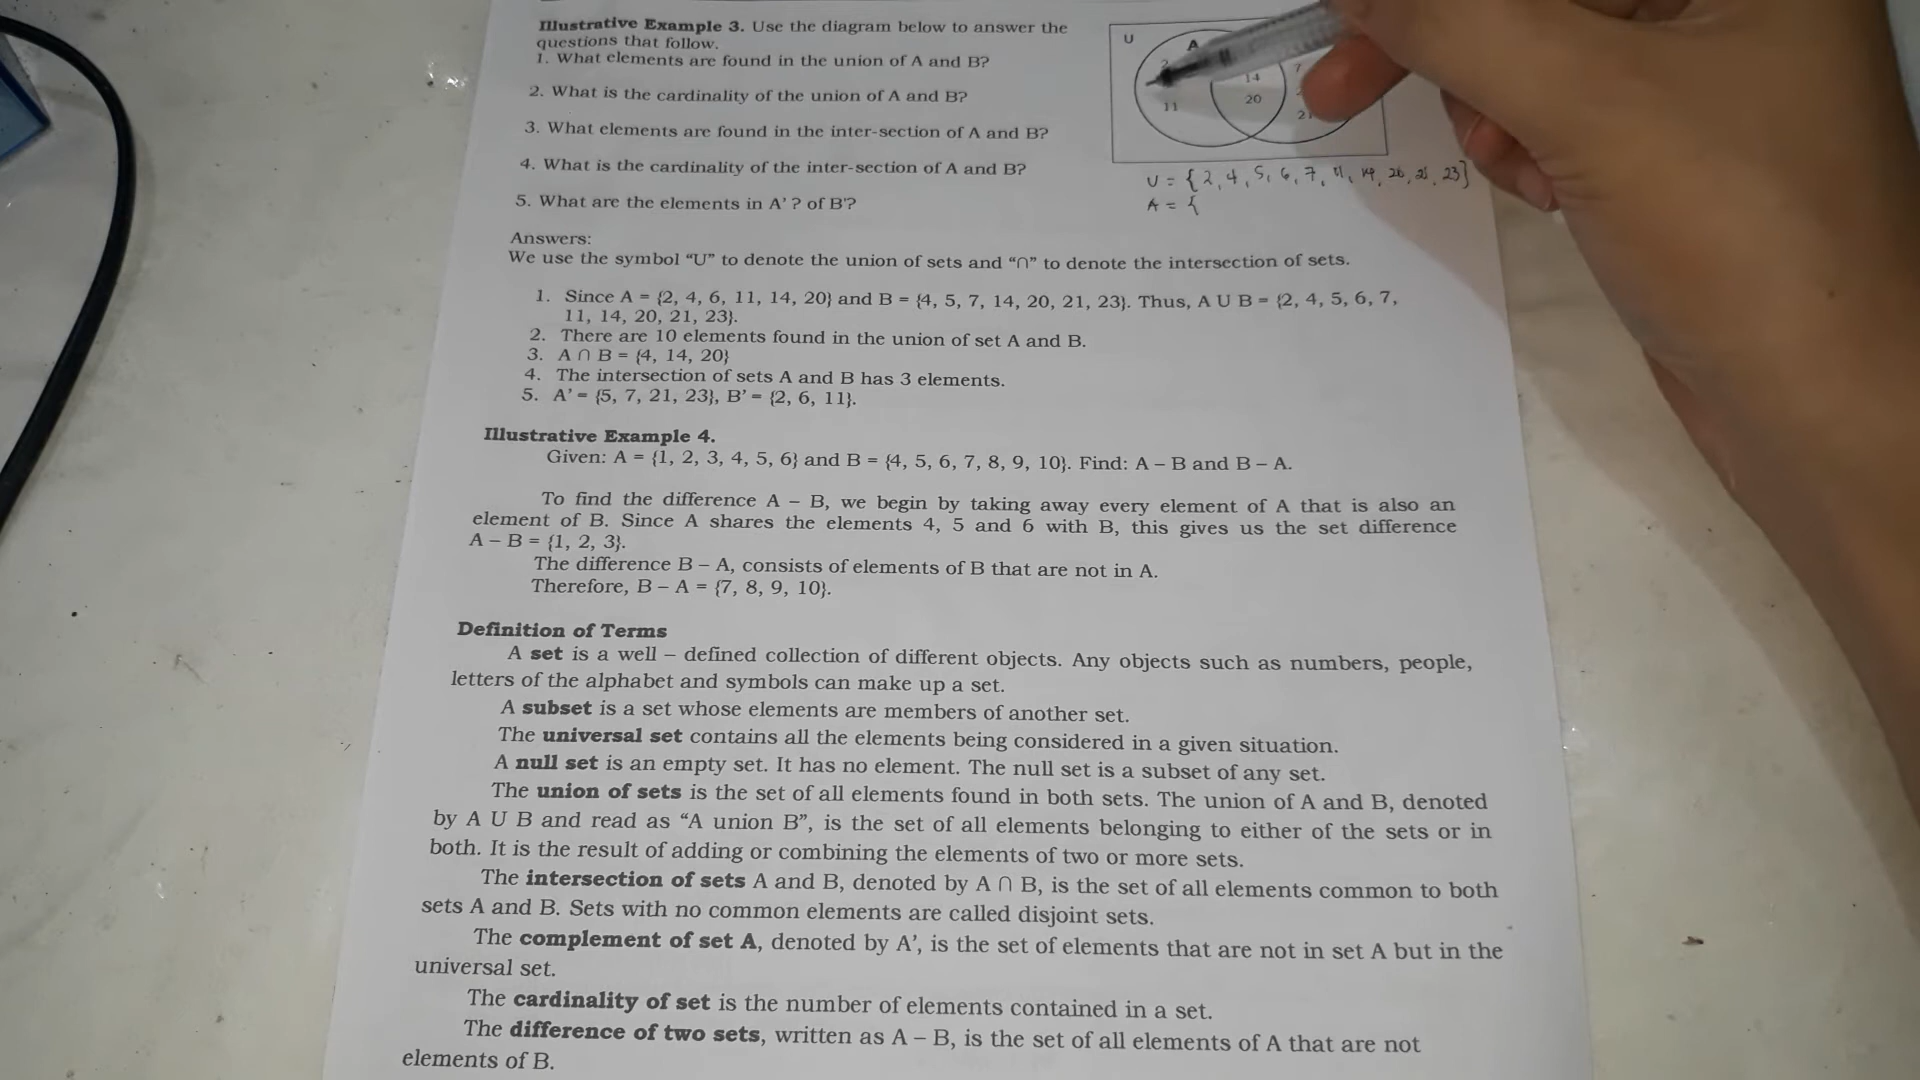 Illustrative Example 3. Use the diagram below to answer the
questions that follow.
1. What elements are found in the union of A and B?
2. What is the cardinality of the union of A and B?
3. What elements are found in the inter-section of A and B?
4. What is the cardinality of the inter-section of A and B?
5. What are the elements in A' ? of B'?
U
A
2
14
7
11
20
U = {2, 4, 5, 6, 7, 11, 14, 20, 21, 23}
A = {
Answers:
We use the symbol “U” to denote the union of sets and “∩” to denote the intersection of sets.
1. Since A = {2, 4, 6, 11, 14, 20} and B = {4, 5, 7, 14, 20, 21, 23}. Thus, A U B = {2, 4, 5, 6, 7,
11, 14, 20, 21, 23}.
2. There are 10 elements found in the union of set A and B.
3. A ∩ B = {4, 14, 20}
4. The intersection of sets A and B has 3 elements.
5. A’ = {5, 7, 21, 23}, B’ = {2, 6, 11}.
Illustrative Example 4.
Given: A = {1, 2, 3, 4, 5, 6} and B = {4, 5, 6, 7, 8, 9, 10}. Find: A – B and B – A.
To find the difference A – B, we begin by taking away every element of A that is also an
element of B. Since A shares the elements 4, 5 and 6 with B, this gives us the set difference
A – B = {1, 2, 3}.
The difference B – A, consists of elements of B that are not in A.
Therefore, B – A = {7, 8, 9, 10}.
Definition of Terms
A set is a well – defined collection of different objects. Any objects such as numbers, people,
letters of the alphabet and symbols can make up a set.
A subset is a set whose elements are members of another set.
The universal set contains all the elements being considered in a given situation.
A null set is an empty set. It has no element. The null set is a subset of any set.
The union of sets is the set of all elements found in both sets. The union of A and B, denoted
by A U B and read as “A union B”, is the set of all elements belonging to either of the sets or in
both. It is the result of adding or combining the elements of two or more sets.
The intersection of sets A and B, denoted by A ∩ B, is the set of all elements common to both
sets A and B. Sets with no common elements are called disjoint sets.
The complement of set A, denoted by A’, is the set of elements that are not in set A but in the
universal set.
The cardinality of set is the number of elements contained in a set.
The difference of two sets, written as A – B, is the set of all elements of A that are not
elements of B.